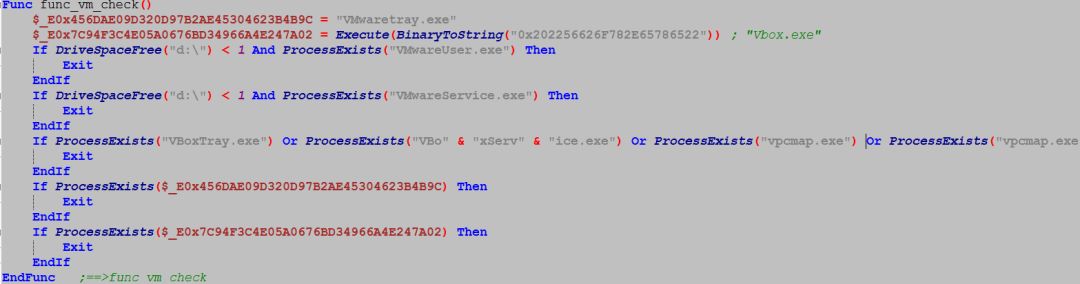 Func func_vm_check()
$_E0x456DAE09D320D97B2AE45304623B4B9C = "VMwaretray.exe"
$_E0x7C94F3C4E05A0676BD34966A4E247A02 = Execute(BinaryToString("0x202256626F782E65786522")) ; "Vbox.exe"
If DriveSpaceFree("d:\") < 1 And ProcessExists("VMwareUser.exe") Then
Exit
EndIf
If DriveSpaceFree("d:\") < 1 And ProcessExists("VMwareService.exe") Then
Exit
EndIf
If ProcessExists("VBoxTray.exe") Or ProcessExists("VBo" & "xServ" & "ice.exe") Or ProcessExists("vpcmap.exe") Or ProcessExists("vpcmap.exe
Exit
EndIf
If ProcessExists($_E0x456DAE09D320D97B2AE45304623B4B9C) Then
Exit
EndIf
If ProcessExists($_E0x7C94F3C4E05A0676BD34966A4E247A02) Then
Exit
EndIf
EndFunc ;==>func_vm_check